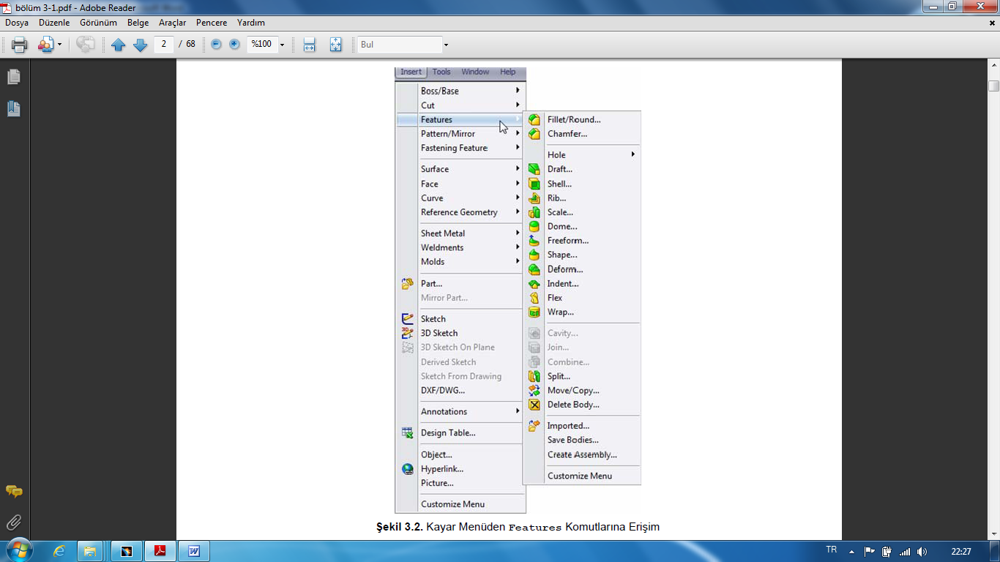 bölüm 3-1.pdf - Adobe Reader
Dosya Düzenle Görünüm Belge Araçlar Pencere Yardım
2 / 68 %100 Bul
Insert Tools Window Help
Boss/Base
Cut
Features
Pattern/Mirror
Fastening Feature
Surface
Face
Curve
Reference Geometry
Sheet Metal
Weldments
Molds
Part...
Mirror Part...
Sketch
3D Sketch
3D Sketch On Plane
Derived Sketch
Sketch From Drawing
DXF/DWG...
Annotations
Design Table...
Object...
Hyperlink...
Picture...
Customize Menu
Fillet/Round...
Chamfer...
Hole
Draft...
Shell...
Rib...
Scale...
Dome...
Freeform...
Shape...
Deform...
Indent...
Flex
Wrap...
Cavity...
Join...
Combine...
Split...
Move/Copy...
Delete Body...
Imported...
Save Bodies...
Create Assembly...
Customize Menu
Şekil 3.2. Kayar Menüden Features Komutlarına Erişim
TR 22:27